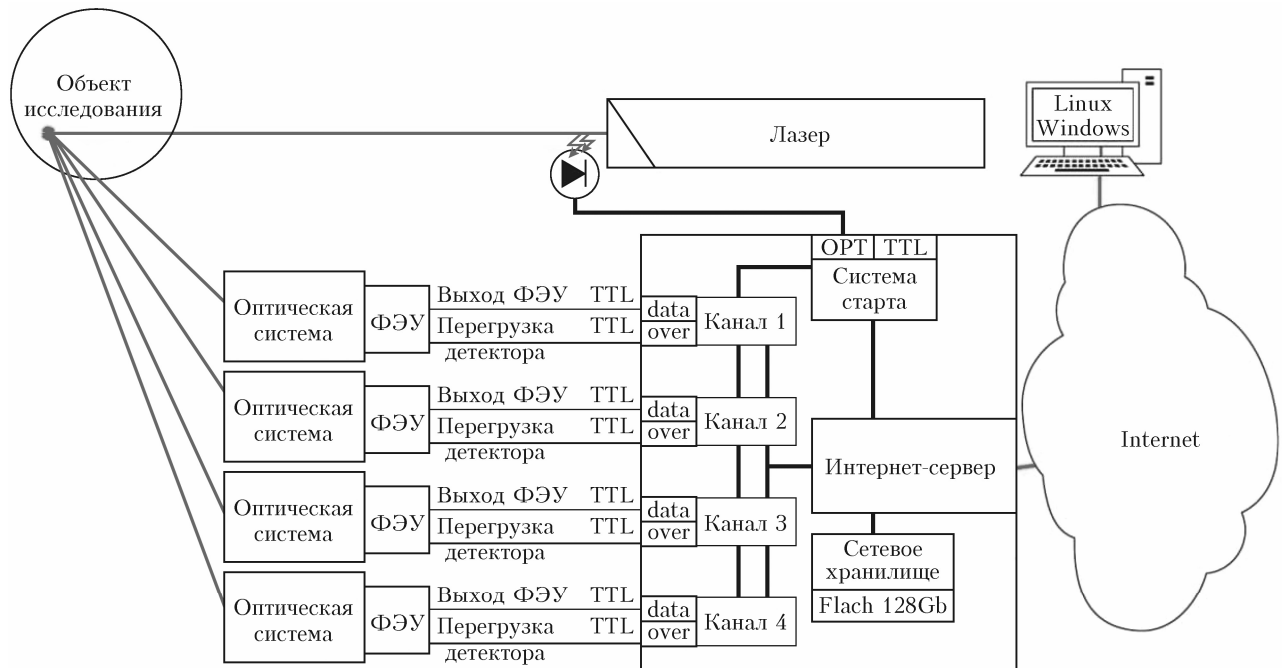 Объект
исследования
Лазер
Linux
Windows
OPT TTL
Система
старта
Оптическая
система
ФЭУ
Выход ФЭУ TTL
Перегрузка TTL
детектора
data
over
Канал 1
Оптическая
система
ФЭУ
Выход ФЭУ TTL
Перегрузка TTL
детектора
data
over
Канал 2
Интернет-сервер
Internet
Оптическая
система
ФЭУ
Выход ФЭУ TTL
Перегрузка TTL
детектора
data
over
Канал 3
Сетевое
хранилище
Flach 128Gb
Оптическая
система
ФЭУ
Выход ФЭУ TTL
Перегрузка TTL
детектора
data
over
Канал 4